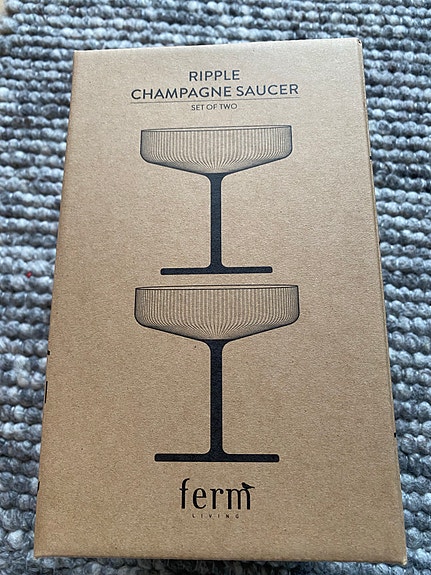 RIPPLE
CHAMPAGNE SAUCER
SET OF TWO
ferm
LIVING